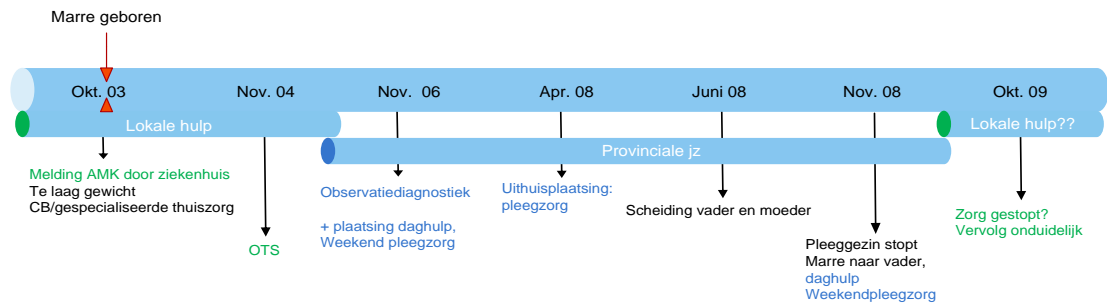 Marre geboren
Okt. 03
Nov. 04
Nov. 06
Apr. 08
Juni 08
Nov. 08
Okt. 09
Lokale hulp
Lokale hulp??
Provinciale jz
Melding AMK door ziekenhuis
Te laag gewicht
CB/gespecialiseerde thuiszorg
OTS
Observatiediagnostiek
+ plaatsing daghulp,
Weekend pleegzorg
Uithuisplaatsing:
pleegzorg
Scheiding vader en moeder
Pleeggezin stopt
Marre naar vader,
daghulp
Weekendpleegzorg
Zorg gestopt?
Vervolg onduidelijk